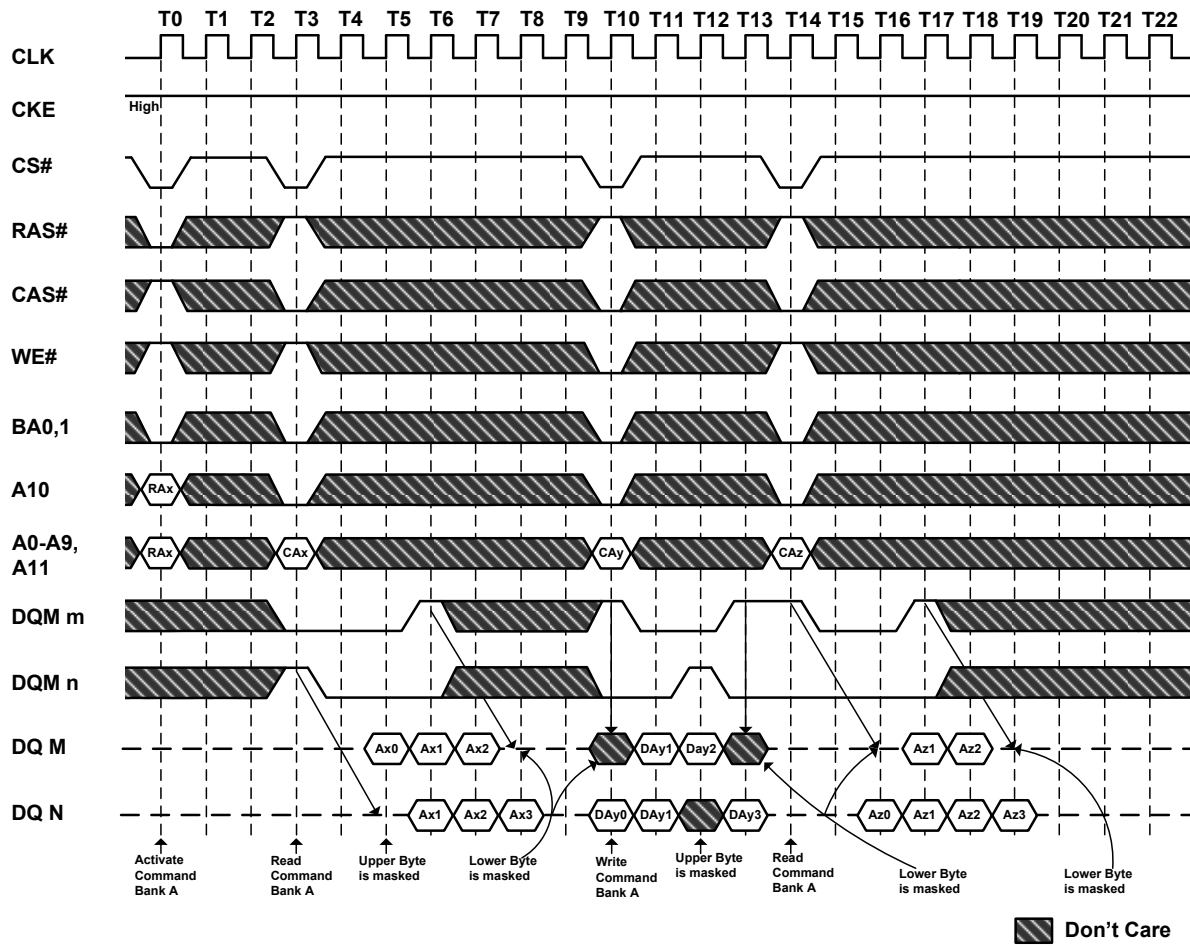 T0 T1 T2 T3 T4 T5 T6 T7 T8 T9 T10 T11 T12 T13 T14 T15 T16 T17 T18 T19 T20 T21 T22
CLK
CKE
High
CS#
RAS#
CAS#
WE#
BA0,1
A10
RAx
A0-A9,
A11
RAx CAx CAy CAz
DQM m
DQM n
DQ M
Ax0 Ax1 Ax2 DAy1 Day2 Az1 Az2
DQ N
Ax1 Ax2 Ax3 DAy0 DAy1 DAy3 Az0 Az1 Az2 Az3
Activate
Command
Bank A
Read
Command
Bank A
Upper Byte
is masked
Lower Byte
is masked
Write
Command
Bank A
Upper Byte
is masked
Read
Command
Bank A
Lower Byte
is masked
Lower Byte
is masked
Don't Care